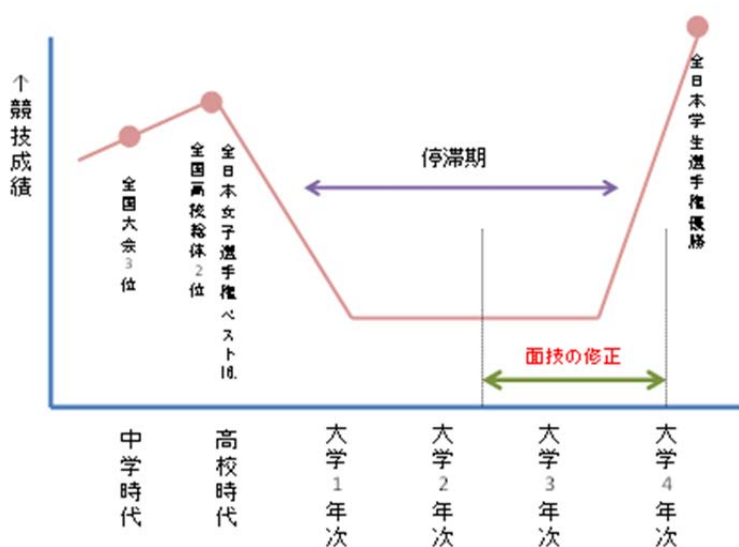 ↑競技成績
全国大会3位
全日本女子選手権ベスト16.
全国高校総体2位
停滞期
面技の修正
全日本学生選手権優勝
中学時代
高校時代
大学1年次
大学2年次
大学3年次
大学4年次